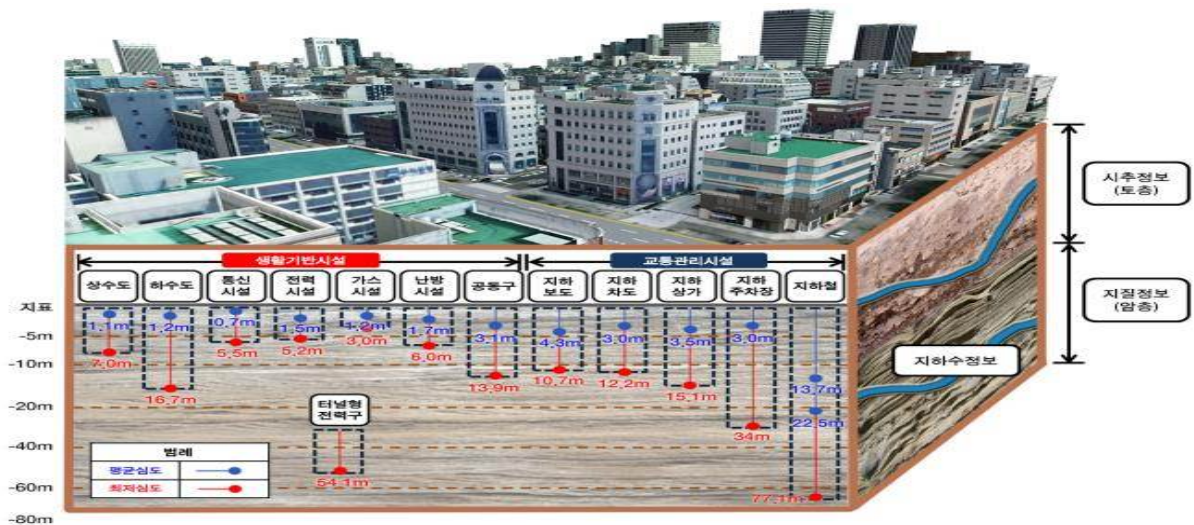 시추정보
(토층)
지질정보
(암층)
지하수정보
생활기반시설
교통관리시설
상수도
하수도
통신
시설
전력
시설
가스
시설
난방
시설
공동구
지하
보도
지하
차도
지하
상가
지하
주차장
지하철
지표
-5m
-10m
-20m
-40m
-60m
-80m
1.1m
7.0m
1.2m
16.7m
0.7m
5.5m
1.5m
5.2m
1.2m
3.0m
1.7m
6.0m
3.1m
13.9m
4.3m
10.7m
3.0m
12.2m
3.5m
15.1m
3.0m
34m
13.7m
22.5m
77.1m
터널형
전력구
54.1m
범례
평균심도
최저심도